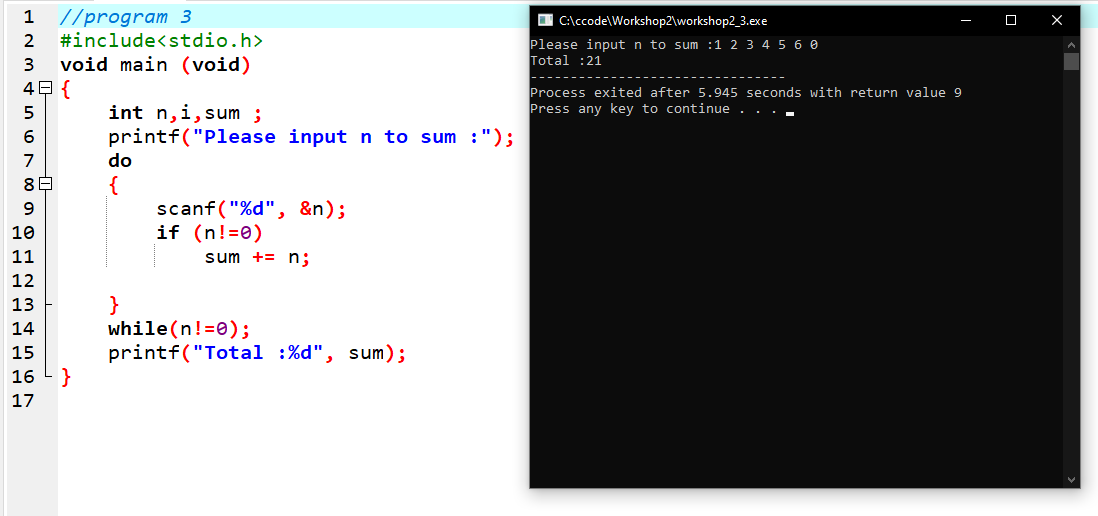 1 //program 3
2 #include<stdio.h>
3 void main (void)
4 {
5 int n,i,sum ;
6 printf("Please input n to sum :");
7 do
8 {
9 scanf("%d", &n);
10 if (n!=0)
11 sum += n;
12
13 }
14 while(n!=0);
15 printf("Total :%d", sum);
16 }
17
C:\ccode\Workshop2\workshop2_3.exe
Please input n to sum :1 2 3 4 5 6 0
Total :21
--------------------------------
Process exited after 5.945 seconds with return value 9
Press any key to continue . . .